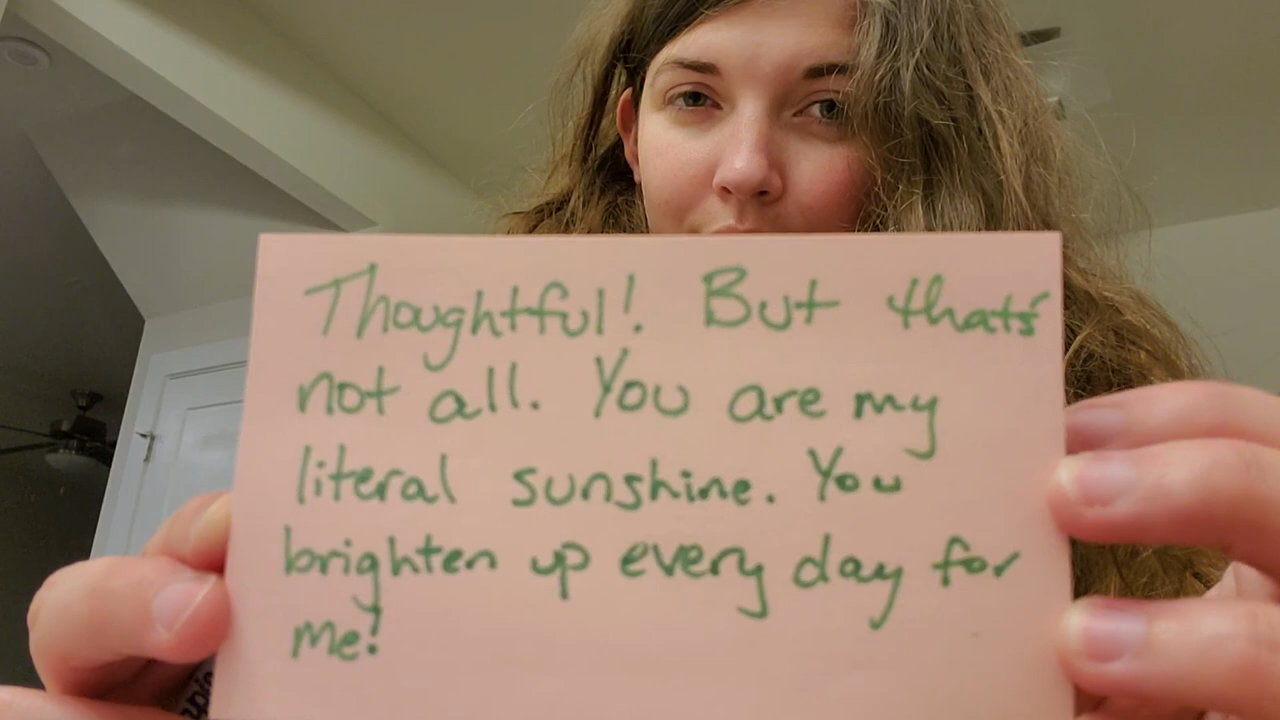 Thoughtful! But that's
not all. You are my
literal sunshine. You
brighten up every day for
me!